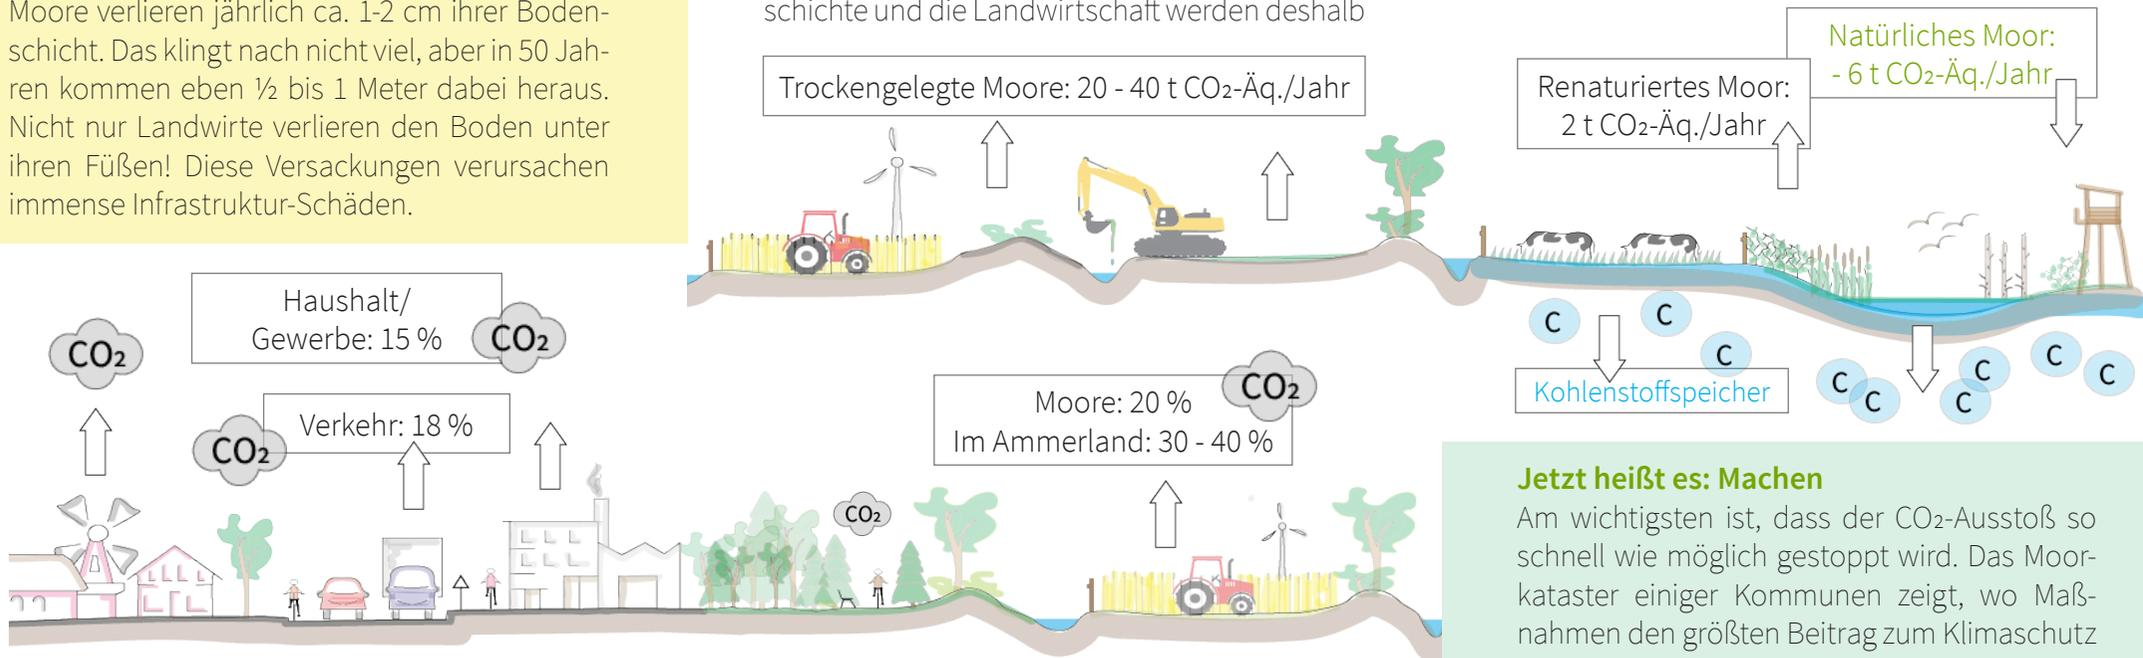 Moore verlieren jährlich ca. 1-2 cm ihrer Boden-
schicht. Das klingt nach nicht viel, aber in 50 Jah-
ren kommen eben ½ bis 1 Meter dabei heraus.
Nicht nur Landwirte verlieren den Boden unter
ihren Füßen! Diese Versackungen verursachen
immense Infrastruktur-Schäden.
schichte und die Landwirtschaft werden deshalb
Trockengelegte Moore: 20 - 40 t CO₂-Äq./Jahr
Renaturiertes Moor:
2 t CO₂-Äq./Jahr
Natürliches Moor:
- 6 t CO₂-Äq./Jahr
Haushalt/
Gewerbe: 15 %
CO₂
CO₂
Verkehr: 18 %
CO₂
Moore: 20 %
Im Ammerland: 30 - 40 %
CO₂
CO₂
C
C
C
C
C
C
C
C
C
Kohlenstoffspeicher
Jetzt heißt es: Machen
Am wichtigsten ist, dass der CO₂-Ausstoß so
schnell wie möglich gestoppt wird. Das Moor-
kataster einiger Kommunen zeigt, wo Maß-
nahmen den größten Beitrag zum Klimaschutz